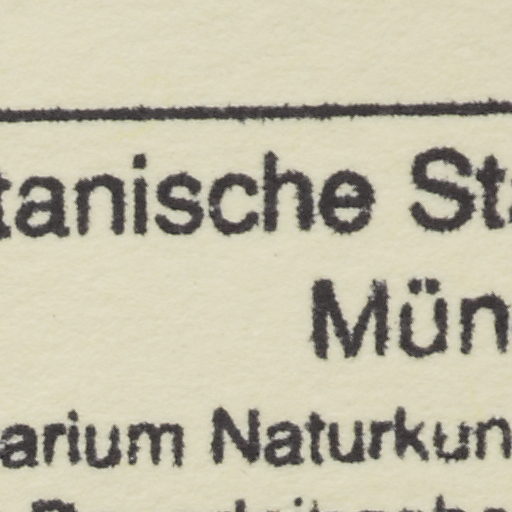 tanische St
Mün
arium Naturkun